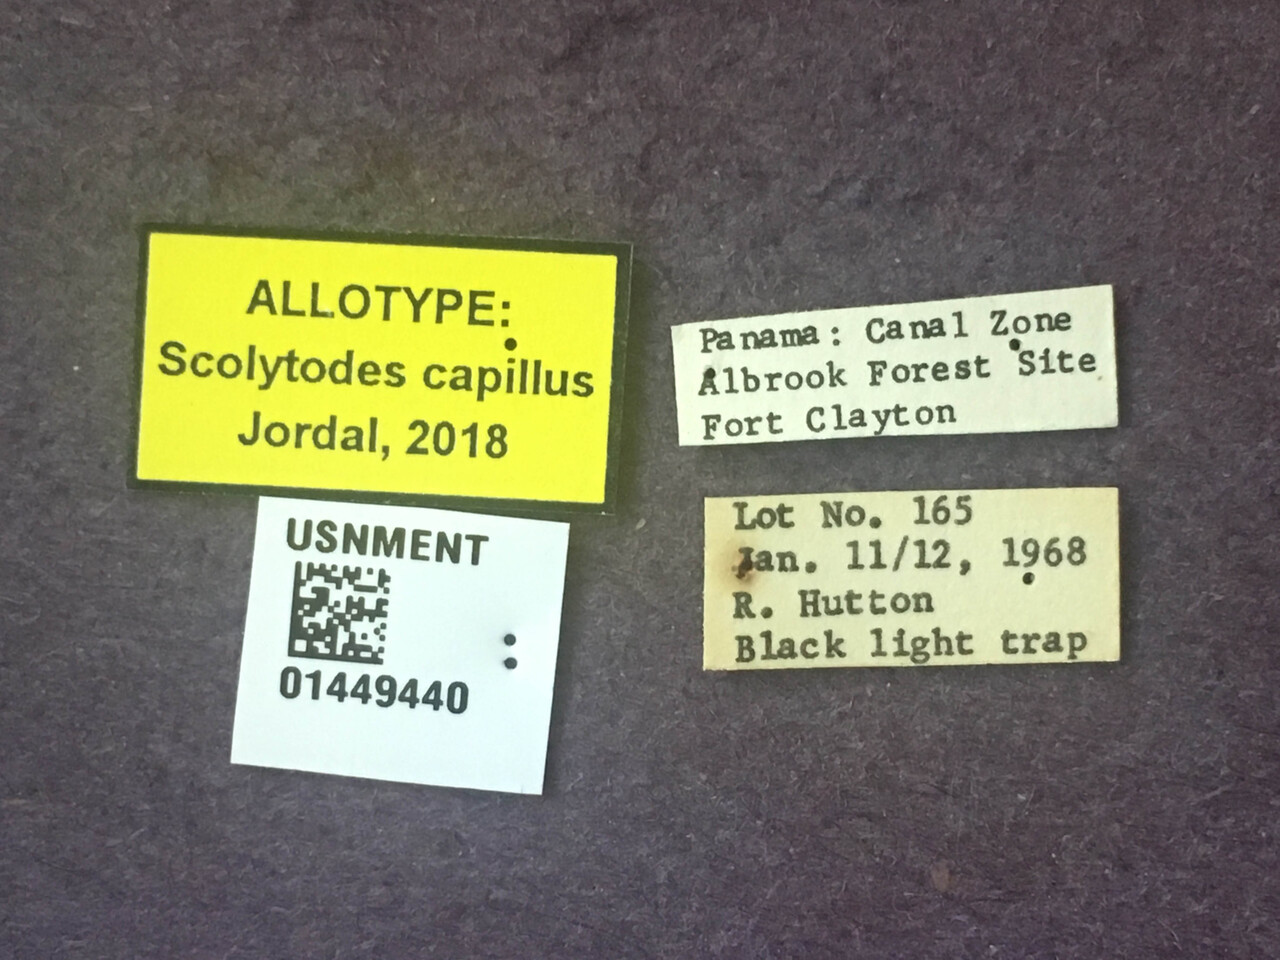 ALLOTYPE:
Scolytodes capillus
Jordal, 2018
USNMENT
01449440
Panama: Canal Zone
Albrook Forest Site
Fort Clayton
Lot No. 165
Jan. 11/12, 1968
R. Hutton
Black light trap